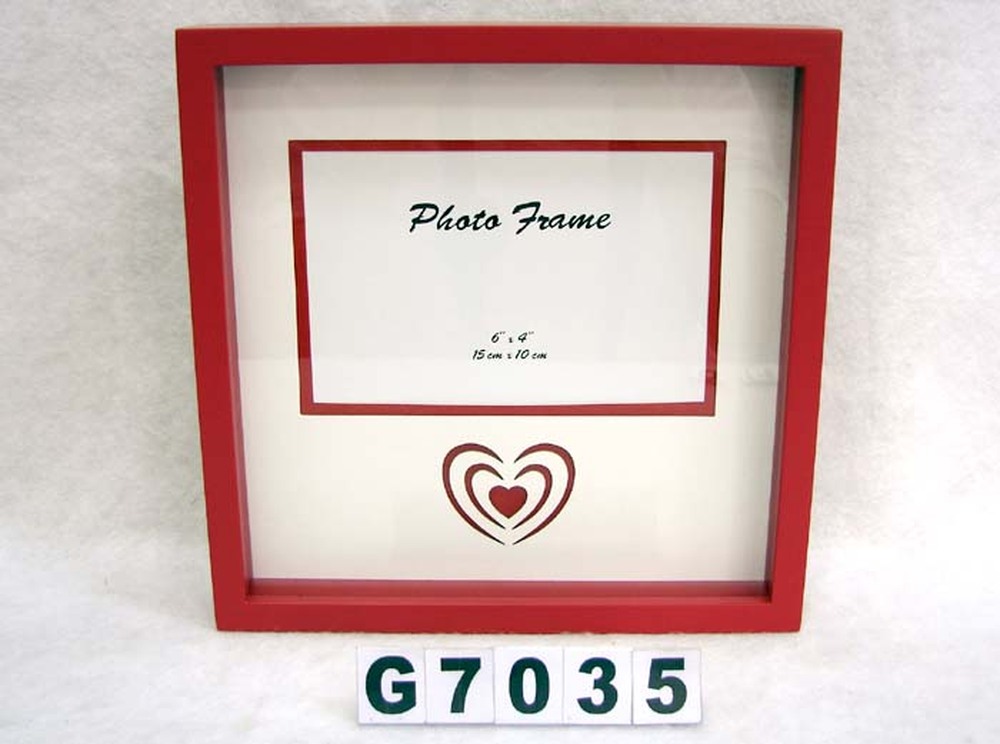 Photo Frame
6" x 4"
15 cm x 10 cm
G7035